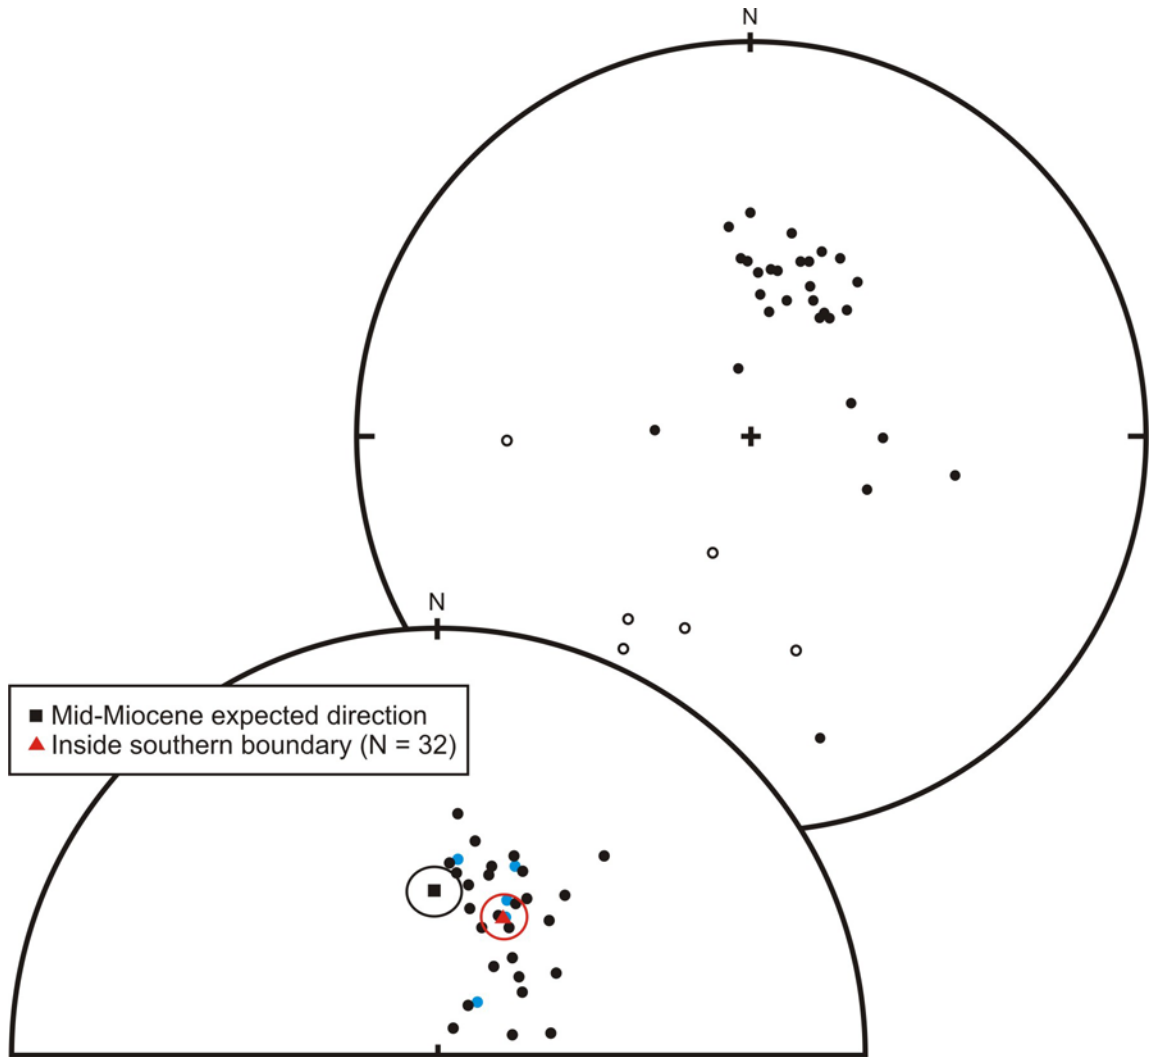 N
N
Mid-Miocene expected direction
Inside southern boundary (N = 32)